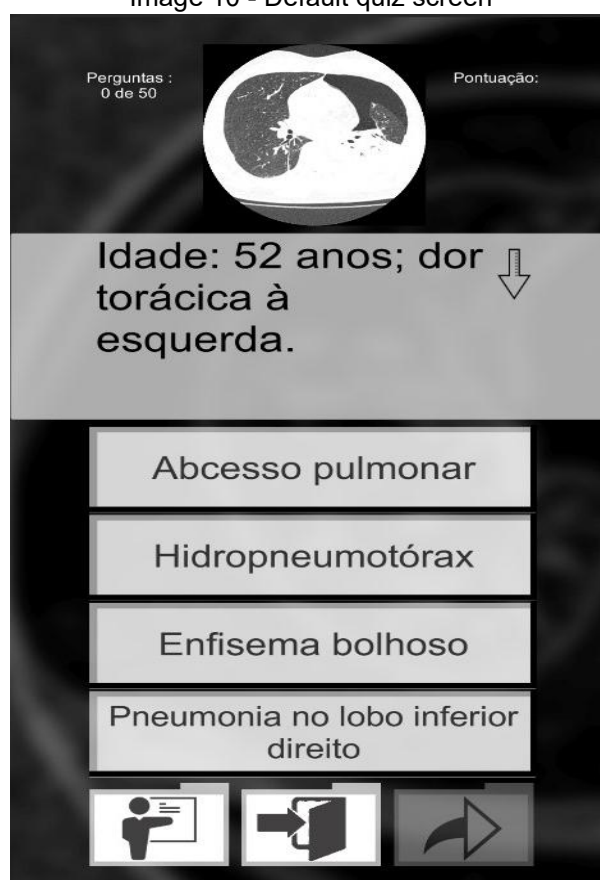 Image 10 - Default quiz screen
Perguntas :
0 de 50
Pontuação:
Idade: 52 anos; dor
torácica à
esquerda.
Abcesso pulmonar
Hidropneumotórax
Enfisema bolhoso
Pneumonia no lobo inferior
direito